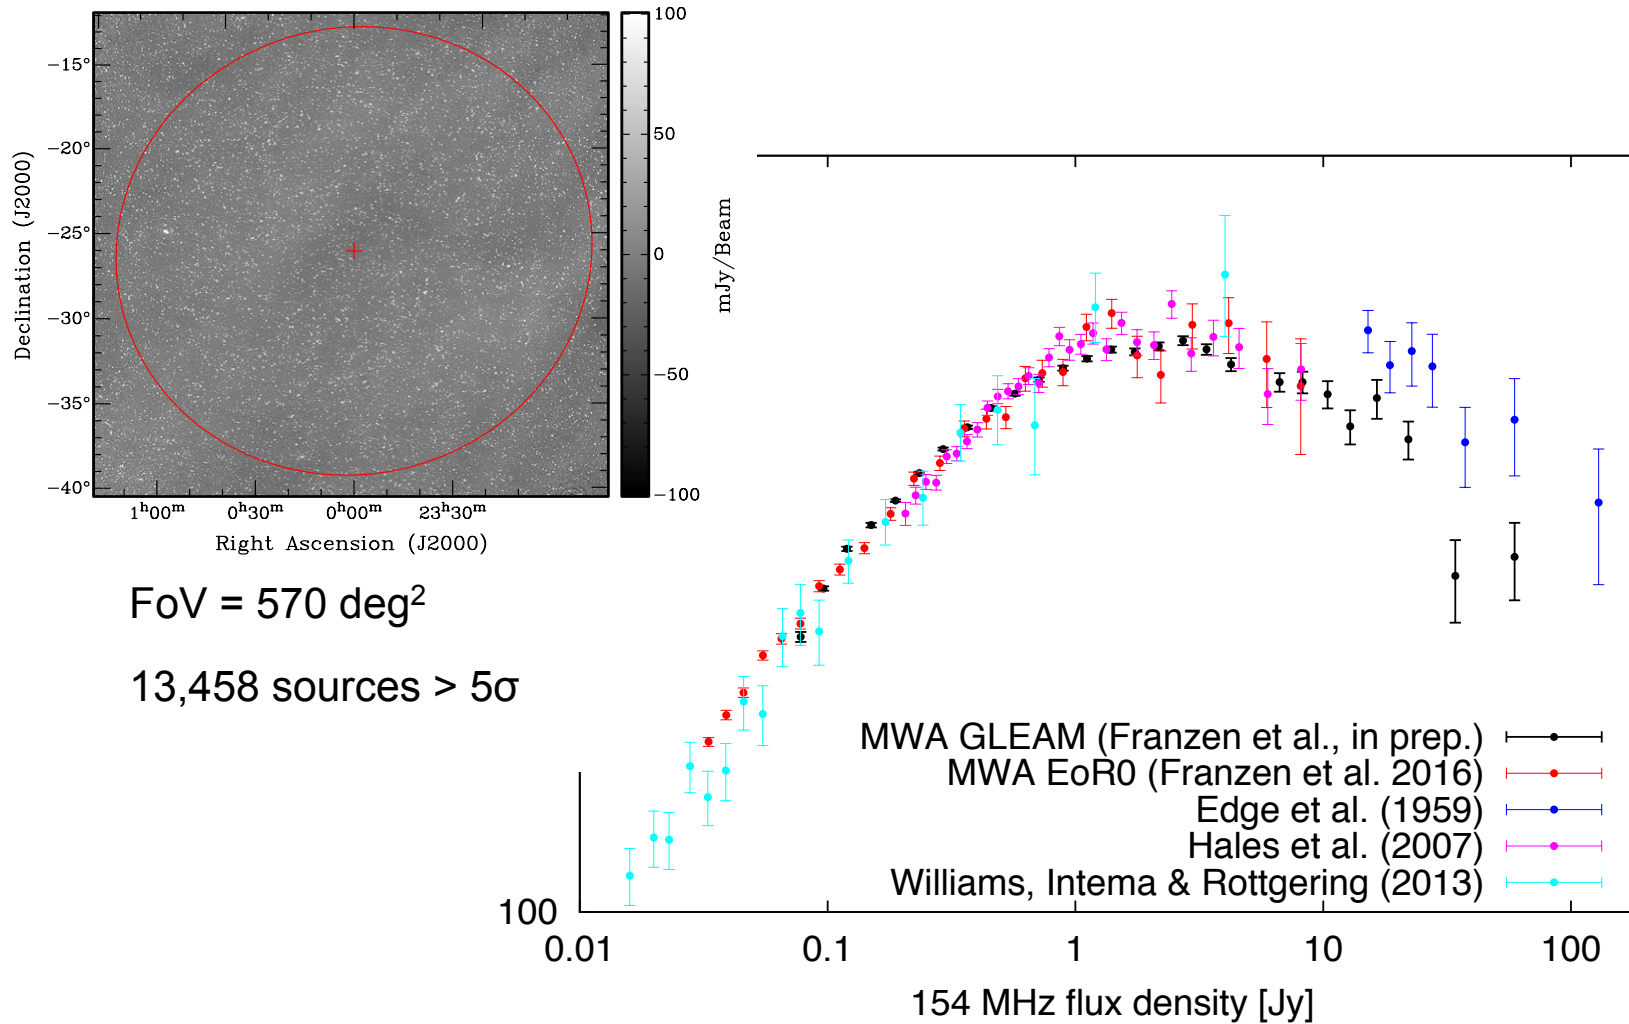 100
50
0
−50
−100
mJy/Beam
−15°
−20°
−25°
−30°
−35°
−40°
Declination (J2000)
1ʰ00ᵐ 0ʰ30ᵐ 0ʰ00ᵐ 23ʰ30ᵐ
Right Ascension (J2000)
FoV = 570 deg²
13,458 sources > 5σ
MWA GLEAM (Franzen et al., in prep.)
MWA EoR0 (Franzen et al. 2016)
Edge et al. (1959)
Hales et al. (2007)
Williams, Intema & Rottgering (2013)
100
0.01 0.1 1 10 100
154 MHz flux density [Jy]